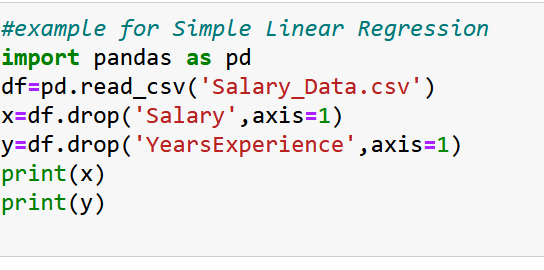 #example for Simple Linear Regression
import pandas as pd
df=pd.read_csv('Salary_Data.csv')
x=df.drop('Salary',axis=1)
y=df.drop('YearsExperience',axis=1)
print(x)
print(y)